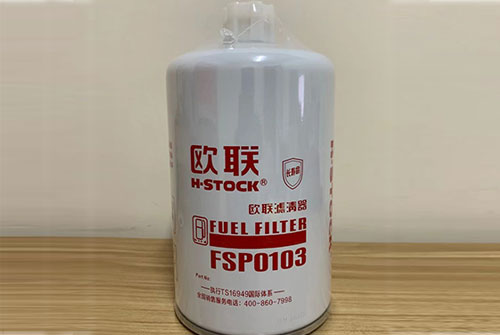 欧联
H-STOCK®
长寿命
欧联滤清器
FUEL FILTER
FSP0103
Part No
执行TS16949国际体系
全国销售服务电话：400-860-7998